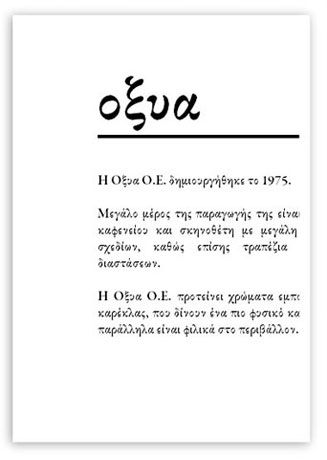 οξυα
Η Οξυα Ο.Ε. δημιουργήθηκε το 1975.
Μεγάλο μέρος της παραγωγής της είναι
καφενείου και σκηνοθέτη με μεγάλη
σχεδίων, καθώς επίσης τραπέζια
διαστάσεων.
Η Οξυα Ο.Ε. προτείνει χρώματα εμπ
καρέκλας, που δίνουν ένα πιο φυσικό κα
παράλληλα είναι φιλικά στο περιβάλλον.